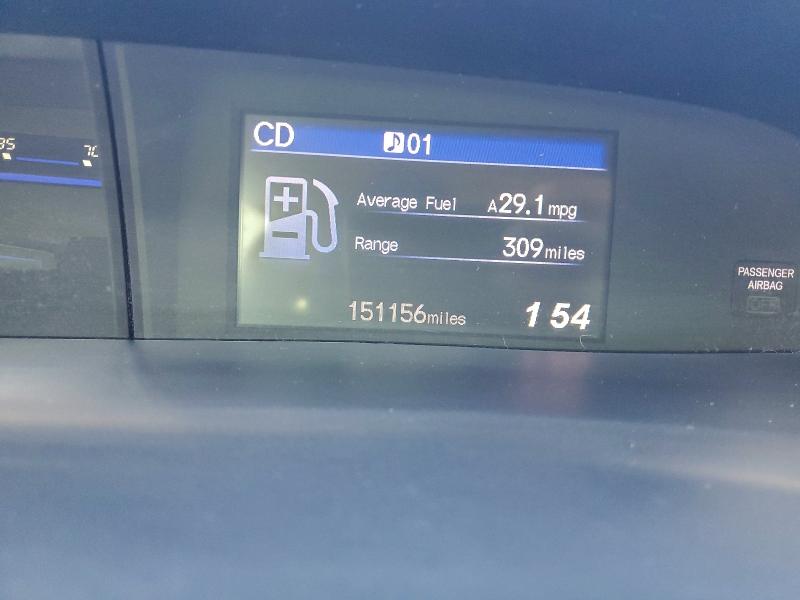 CD 01
Average Fuel A29.1mpg
Range 309miles
151156miles 1 54
PASSENGER
AIRBAG